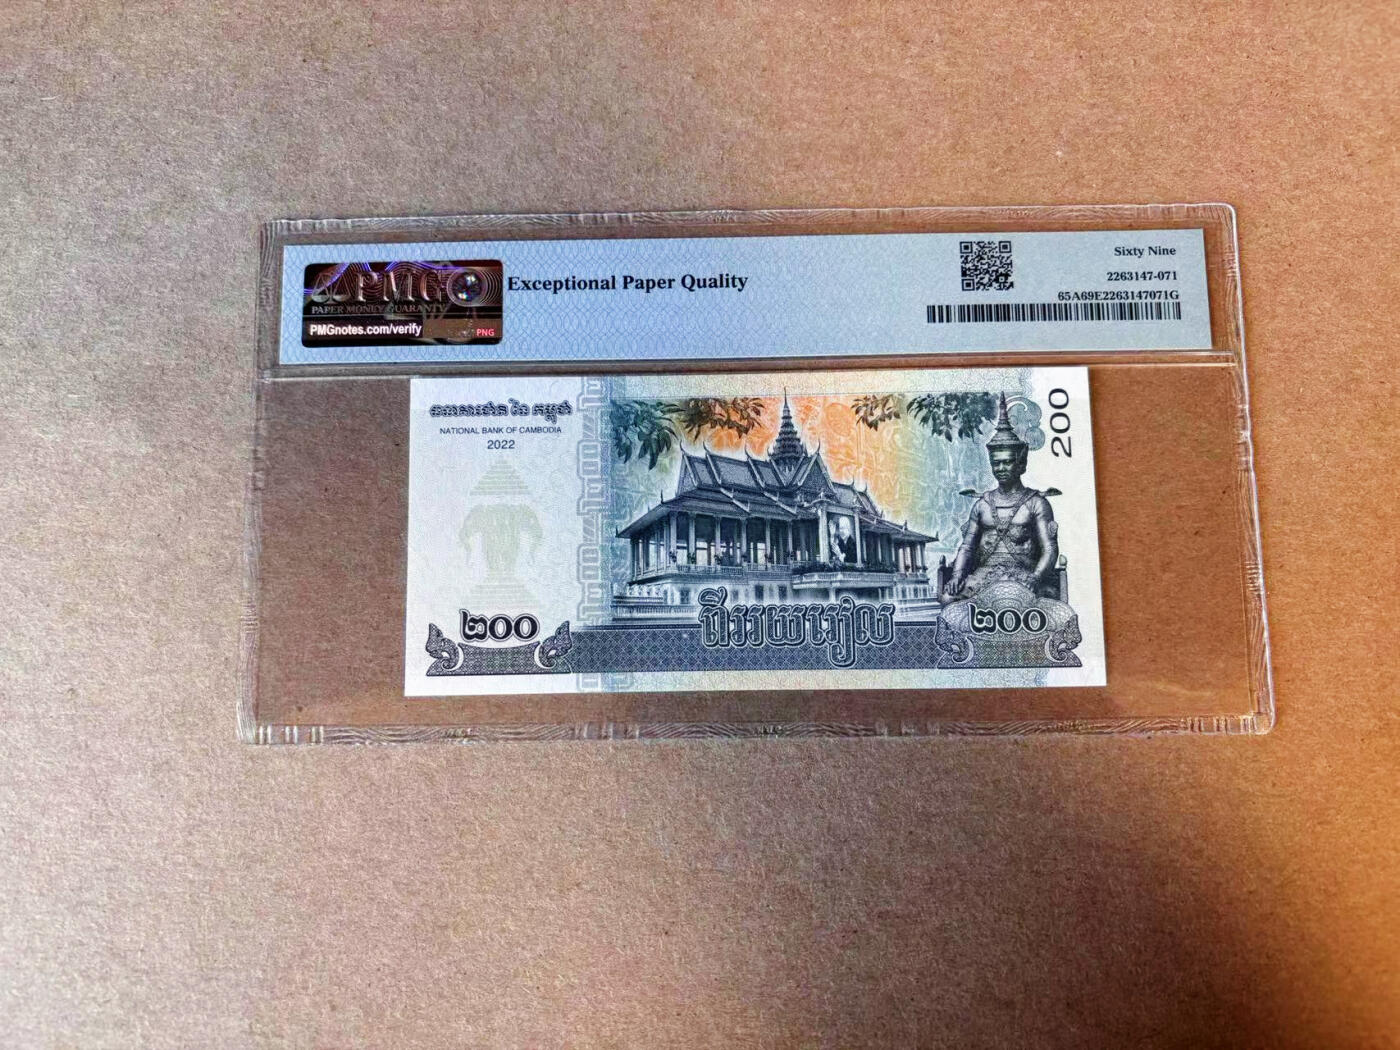 PMG
PAPER MONEY GUARANTY
PMGnotes.com/verify
PNG
Exceptional Paper Quality
Sixty Nine
2263147-071
65A69E2263147071G
ធនាគារជាតិ នៃ កម្ពុជា
NATIONAL BANK OF CAMBODIA
2022
200
២០០
ពីររយរៀល
២០០